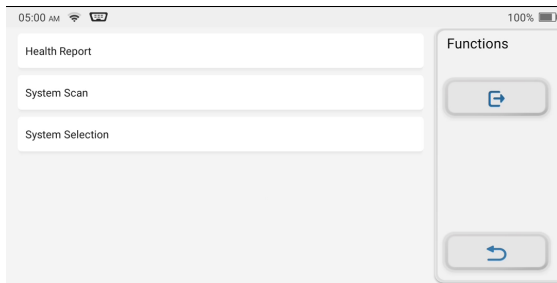 05:00 AM
100%
Health Report
System Scan
System Selection
Functions